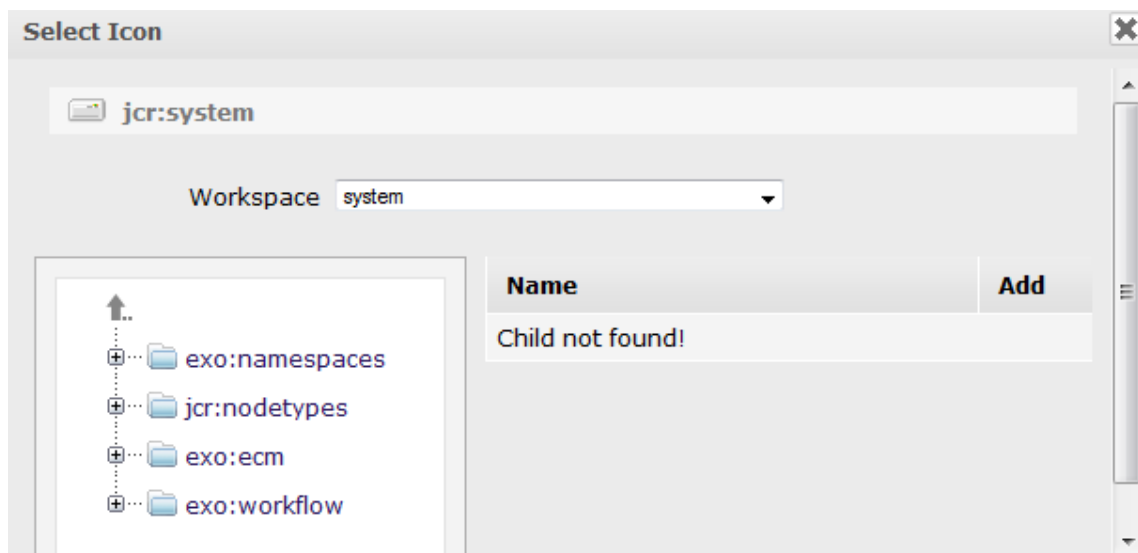 Select Icon
jcr:system
Workspace system
Name Add
Child not found!
exo:namespaces
jcr:nodetypes
exo:ecm
exo:workflow